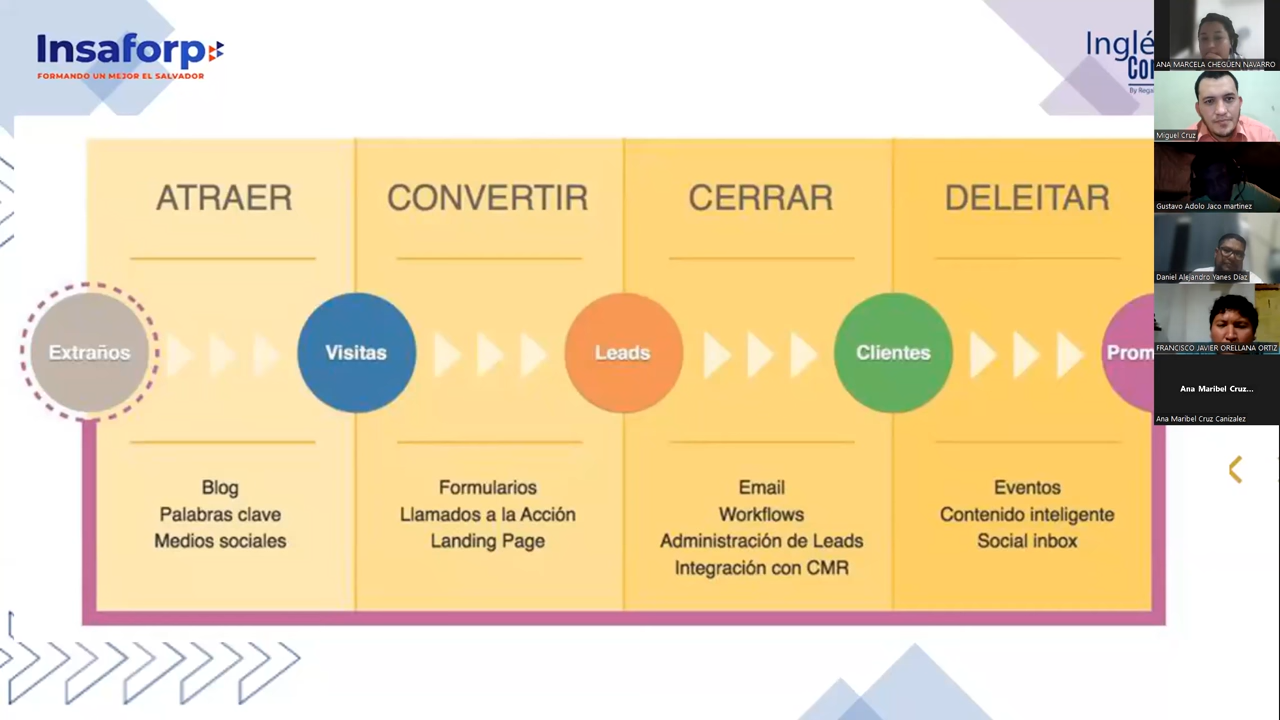 Insaforp
FORMANDO UN MEJOR EL SALVADOR
Inglé
By Rega
ATRAER
CONVERTIR
CERRAR
DELEITAR
Extraños
Visitas
Leads
Clientes
Prom
Blog
Palabras clave
Medios sociales
Formularios
Llamados a la Acción
Landing Page
Email
Workflows
Administración de Leads
Integración con CMR
Eventos
Contenido inteligente
Social inbox
ANA MARCELA CHEGÜEN NAVARRO
Miguel Cruz
Gustavo Adolo Jaco martinez
Daniel Alejandro Yanes Díaz
FRANCISCO JAVIER ORELLANA ORTIZ
Ana Maribel Cruz...
Ana Maribel Cruz Canizalez